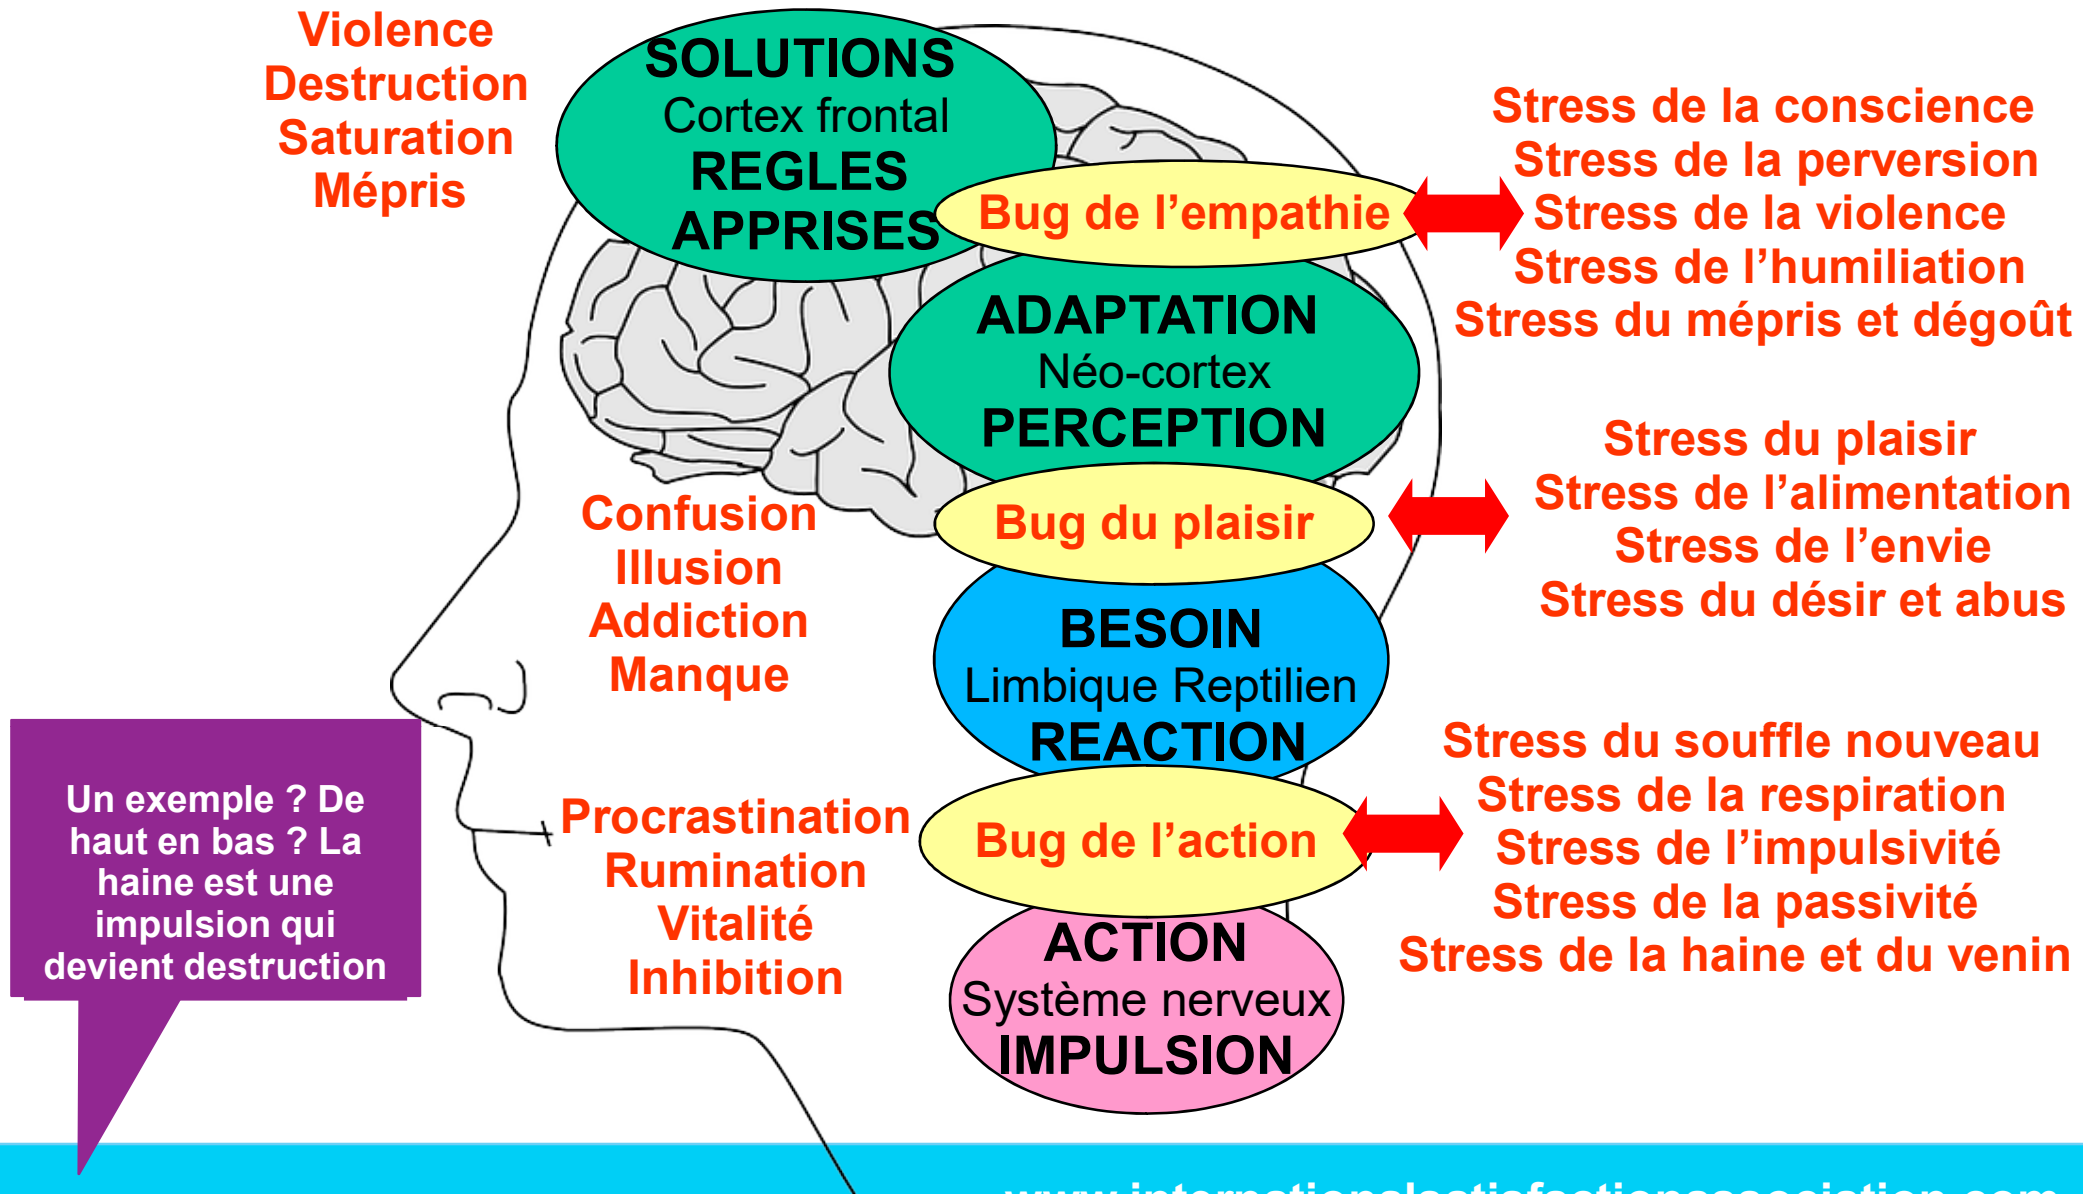 Violence
Destruction
Saturation
Mépris
SOLUTIONS
Cortex frontal
REGLES
APPRISES
Bug de l’empathie
Stress de la conscience
Stress de la perversion
Stress de la violence
Stress de l’humiliation
Stress du mépris et dégoût
ADAPTATION
Néo-cortex
PERCEPTION
Confusion
Illusion
Addiction
Manque
Bug du plaisir
Stress du plaisir
Stress de l’alimentation
Stress de l’envie
Stress du désir et abus
BESOIN
Limbique Reptilien
REACTION
Un exemple ? De
haut en bas ? La
haine est une
impulsion qui
devient destruction
Procrastination
Rumination
Vitalité
Inhibition
Bug de l’action
Stress du souffle nouveau
Stress de la respiration
Stress de l’impulsivité
Stress de la passivité
Stress de la haine et du venin
ACTION
Système nerveux
IMPULSION
www.internationalsatisfactionassociation.com